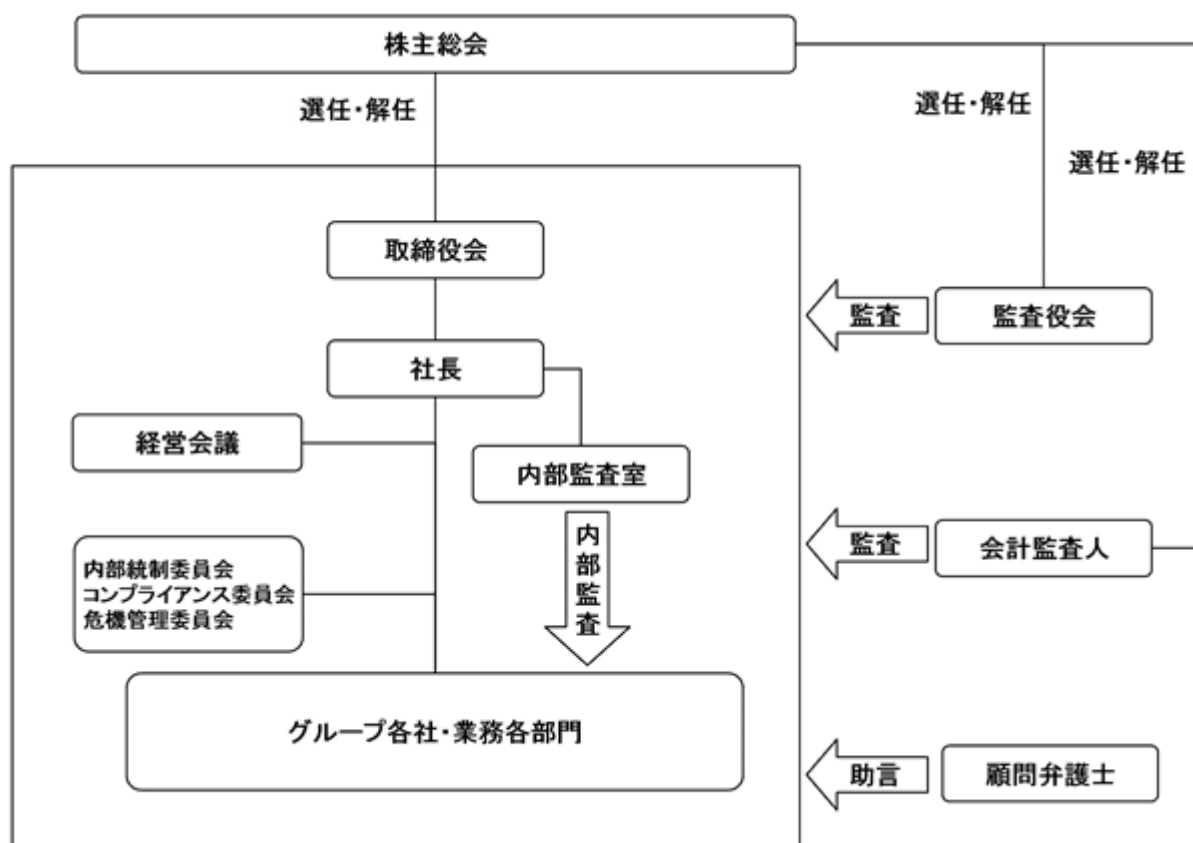 株主総会
選任・解任
選任・解任
選任・解任
取締役会
監査
監査役会
社長
経営会議
内部監査室
内部監査
監査
会計監査人
内部統制委員会
コンプライアンス委員会
危機管理委員会
グループ各社・業務各部門
助言
顧問弁護士